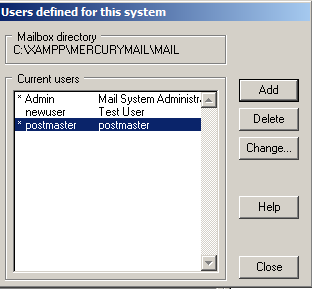 Users defined for this system
Mailbox directory
C:\XAMPP\MERCURYMAIL\MAIL
Current users
* Admin Mail System Administra
newuser Test User
* postmaster postmaster
Add
Delete
Change...
Help
Close